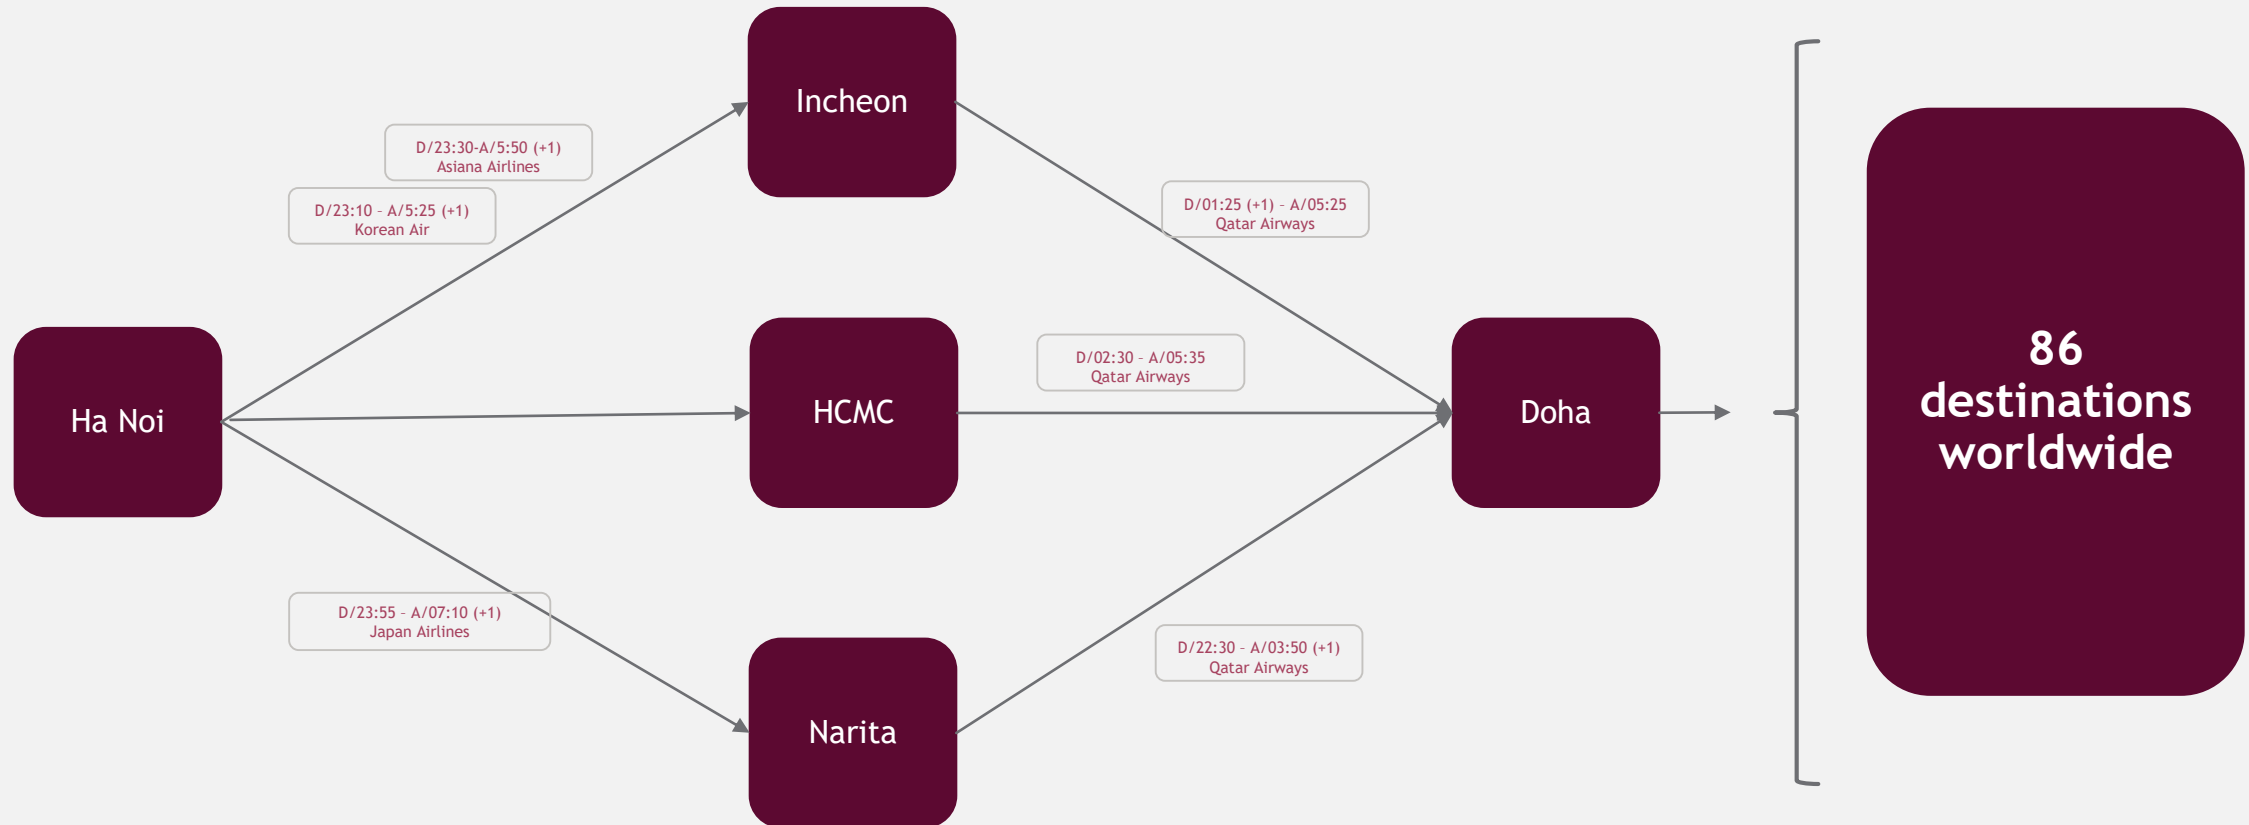 Incheon
D/23:30-A/5:50 (+1)
Asiana Airlines
D/23:10 – A/5:25 (+1)
Korean Air
D/01:25 (+1) – A/05:25
Qatar Airways
Ha Noi
HCMC
D/02:30 – A/05:35
Qatar Airways
Doha
86
destinations
worldwide
D/23:55 – A/07:10 (+1)
Japan Airlines
Narita
D/22:30 – A/03:50 (+1)
Qatar Airways